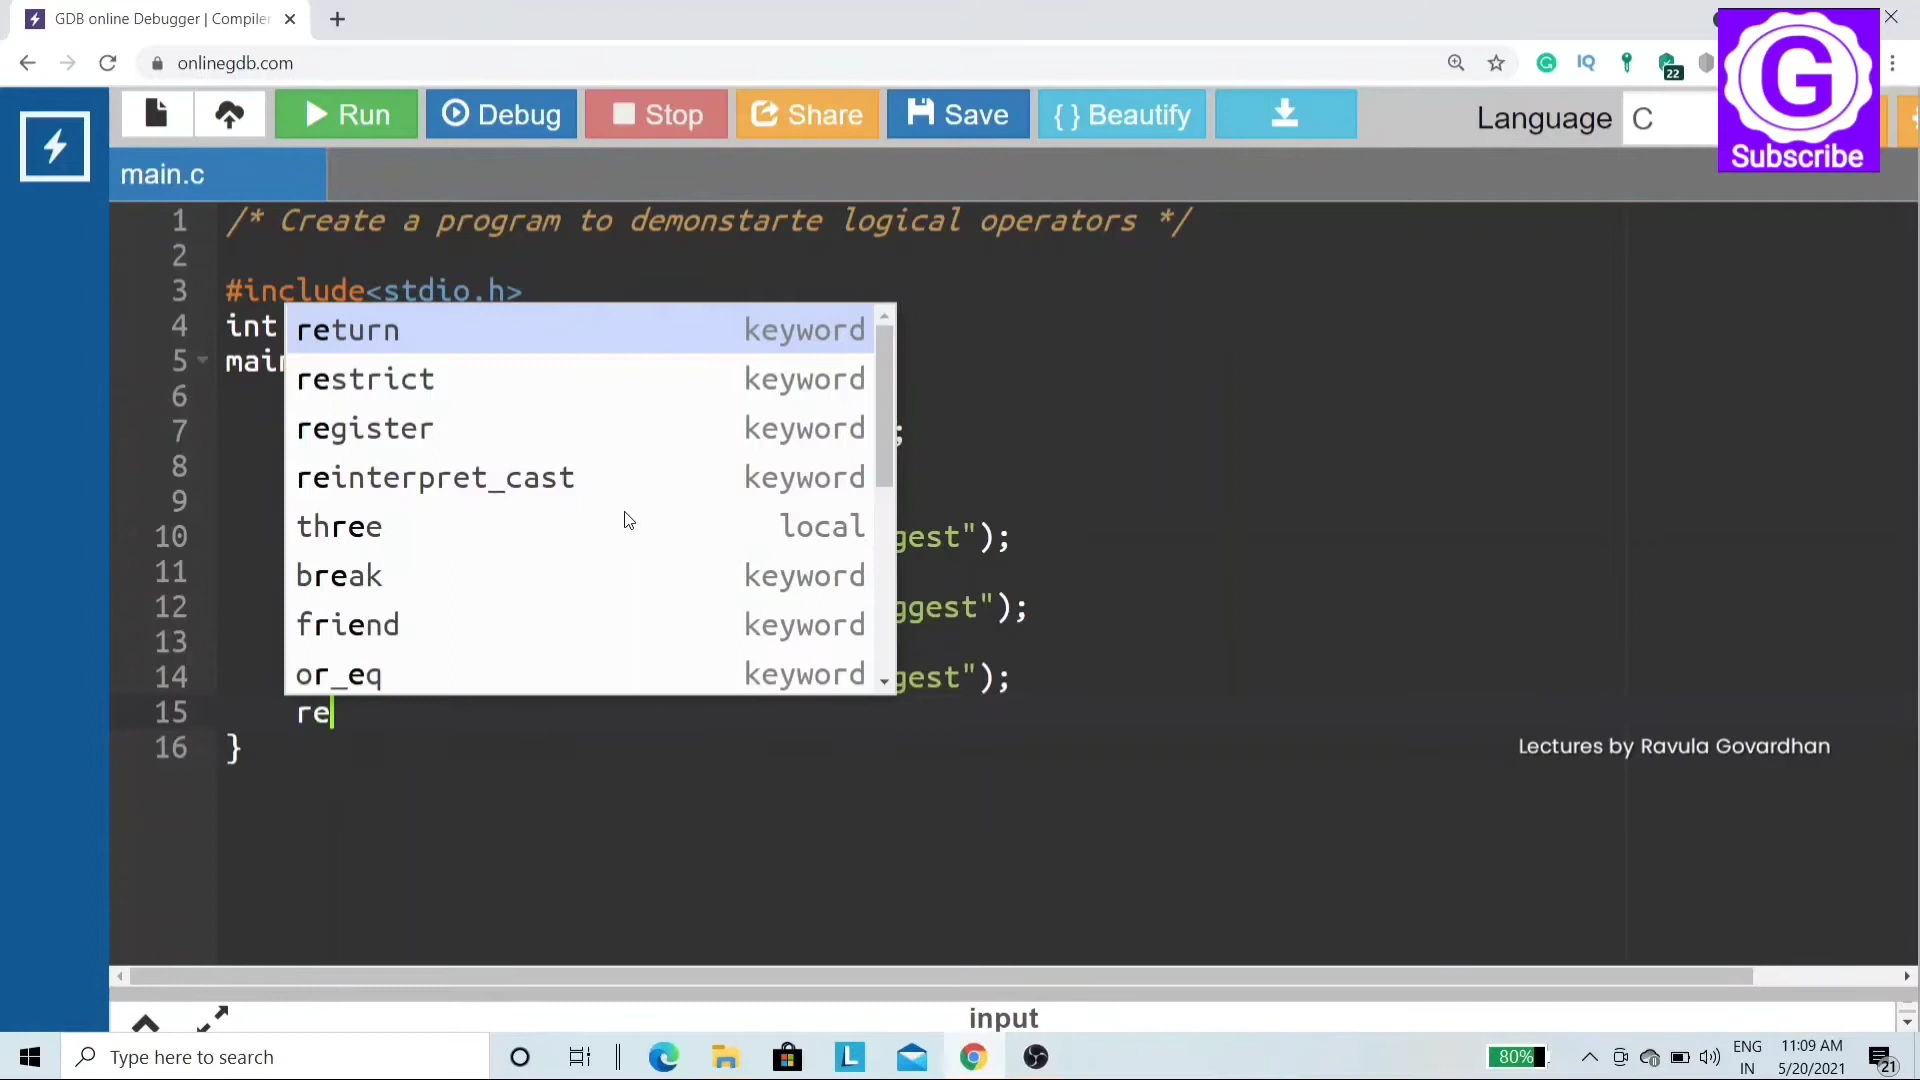 GDB online Debugger | Compiler
onlinegdb.com
22
G
Subscribe
Run
Debug
Stop
Share
Save
{ } Beautify
Language
C
main.c
1 /* Create a program to demonstarte logical operators */
2
3 #include<stdio.h>
4 int
5 main
6
7 ;
8
9
10 gest");
11
12 ggest");
13
14 gest");
15 re
16 }
return keyword
restrict keyword
register keyword
reinterpret_cast keyword
three local
break keyword
friend keyword
or_eq keyword
Lectures by Ravula Govardhan
input
Type here to search
L
80%
ENG
IN
11:09 AM
5/20/2021
21
IQ